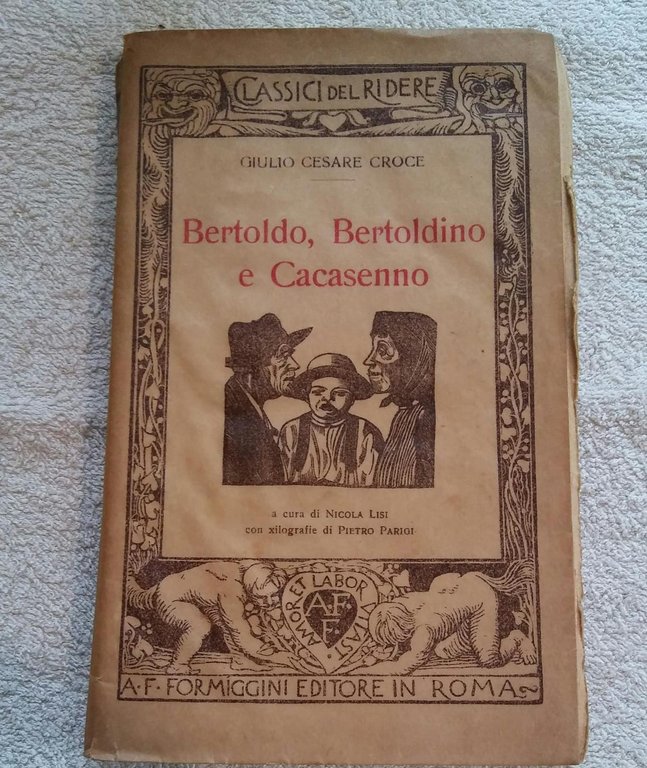 CLASSICI DEL RIDERE
GIULIO CESARE CROCE
Bertoldo, Bertoldino
e Cacasenno
a cura di NICOLA LISI
con xilografie di PIETRO PARIGI
AMOR ET LABOR VITAST
A.F.
F.
A.F. FORMIGGINI EDITORE IN ROMA